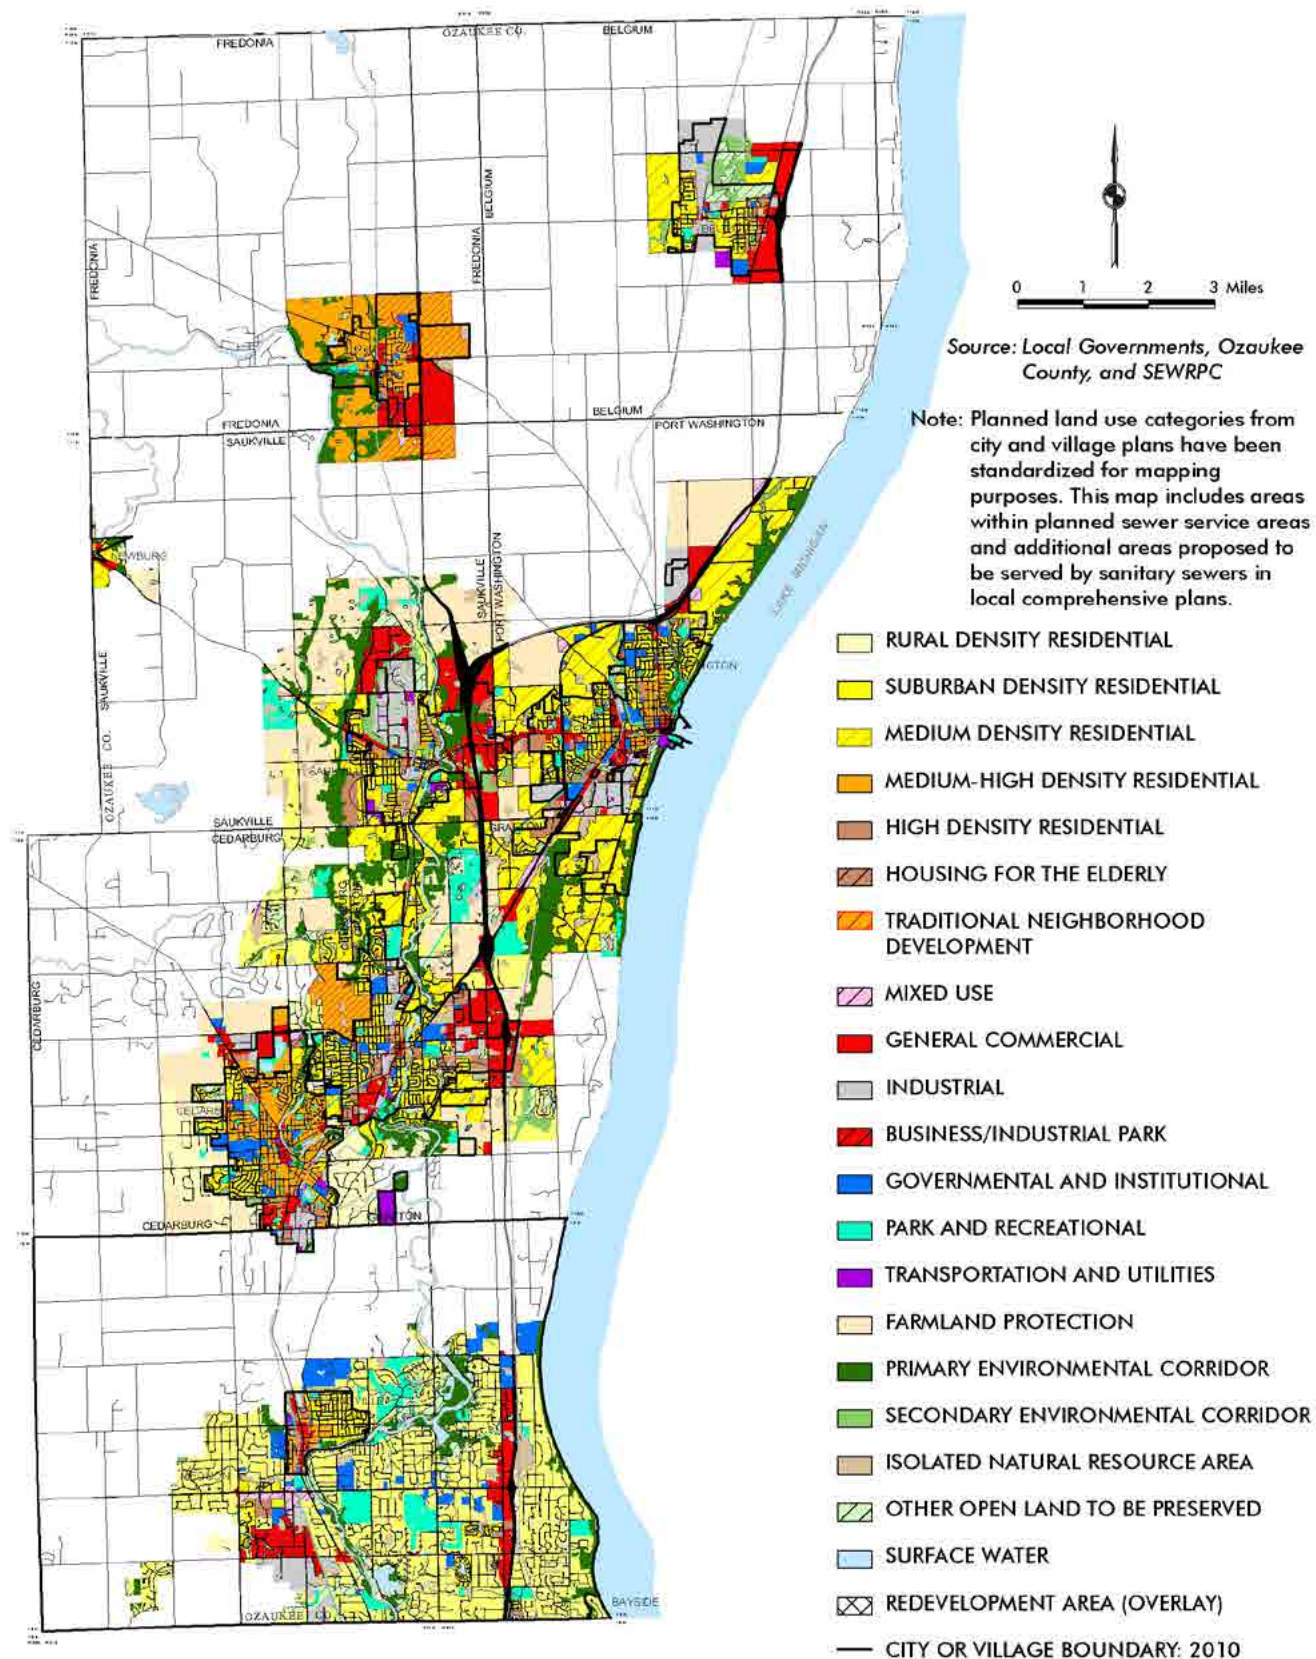 OZAUKEE CO.
FREDONIA
BELGIUM
BELGIUM
FREDONIA
FREDONIA
0 1 2 3 Miles
Source: Local Governments, Ozaukee
County, and SEWRPC
BELGIUM
FREDONIA
PORT WASHINGTON
SAUKVILLE
Note: Planned land use categories from
city and village plans have been
standardized for mapping
purposes. This map includes areas
within planned sewer service areas
and additional areas proposed to
be served by sanitary sewers in
local comprehensive plans.
LAKE MICHIGAN
SAUKVILLE
PORT WASHINGTON
SAUKVILLE
OZAUKEE CO.
SAUKVILLE
CEDARBURG
GRAFTON
CEDARBURG
GRAFTON
CEDARBURG
CEDARBURG
GRAFTON
OZAUKEE CO.
BAYSIDE
RURAL DENSITY RESIDENTIAL
SUBURBAN DENSITY RESIDENTIAL
MEDIUM DENSITY RESIDENTIAL
MEDIUM-HIGH DENSITY RESIDENTIAL
HIGH DENSITY RESIDENTIAL
HOUSING FOR THE ELDERLY
TRADITIONAL NEIGHBORHOOD
DEVELOPMENT
MIXED USE
GENERAL COMMERCIAL
INDUSTRIAL
BUSINESS/INDUSTRIAL PARK
GOVERNMENTAL AND INSTITUTIONAL
PARK AND RECREATIONAL
TRANSPORTATION AND UTILITIES
FARMLAND PROTECTION
PRIMARY ENVIRONMENTAL CORRIDOR
SECONDARY ENVIRONMENTAL CORRIDOR
ISOLATED NATURAL RESOURCE AREA
OTHER OPEN LAND TO BE PRESERVED
SURFACE WATER
REDEVELOPMENT AREA (OVERLAY)
CITY OR VILLAGE BOUNDARY: 2010